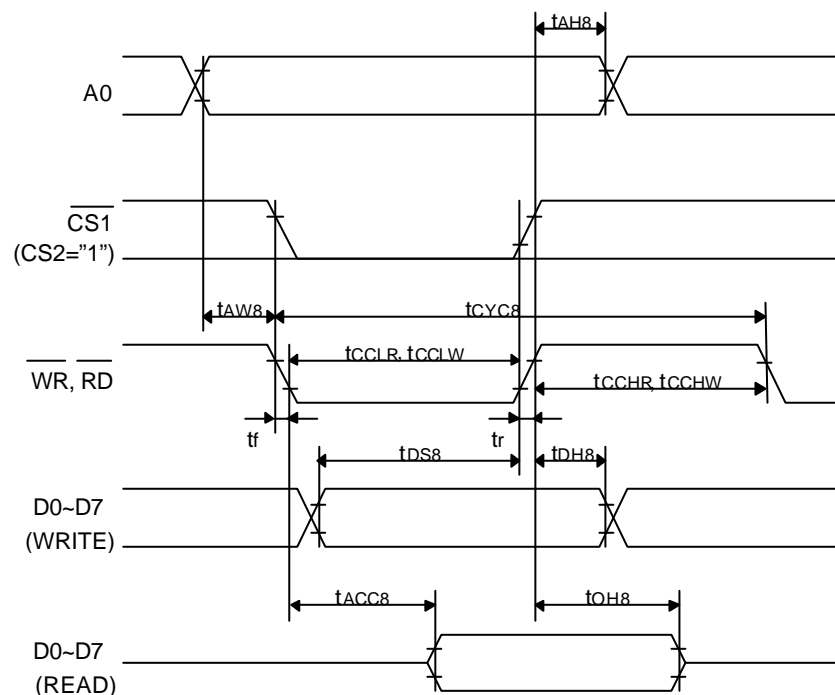 tAH8
A0
CS1
(CS2="1")
tAW8
tCYC8
tCCLR, tCCLW
WR, RD
tCCHR, tCCHW
tf
tr
tDS8
tDH8
D0~D7
(WRITE)
tACC8
tOH8
D0~D7
(READ)